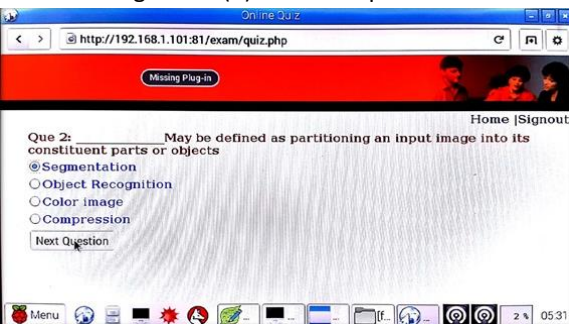 Online Quiz
http://192.168.1.101:81/exam/quiz.php
Missing Plug-in
Home |Signout
Que 2: ____________May be defined as partitioning an input image into its
constituent parts or objects
Segmentation
Object Recognition
Color image
Compression
Next Question
Menu
[f...
2 %
05:31